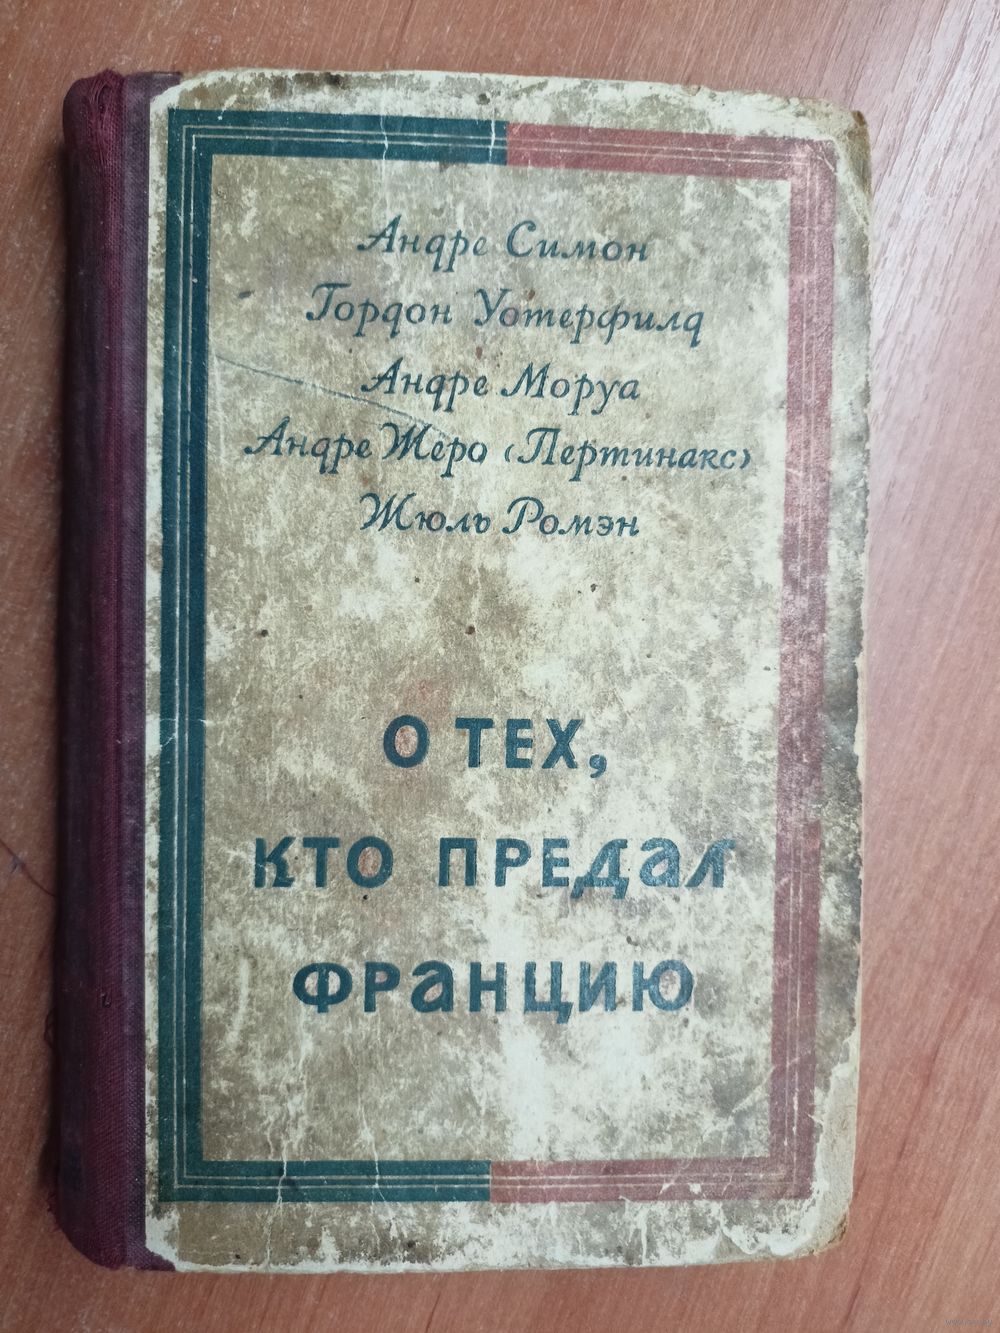 Андре Симон
Гордон Уотерфилд
Андре Моруа
Андре Жеро ‹Пертинакс›
Жюль Ромэн
О ТЕХ,
КТО ПРЕДАЛ
ФРАНЦИЮ